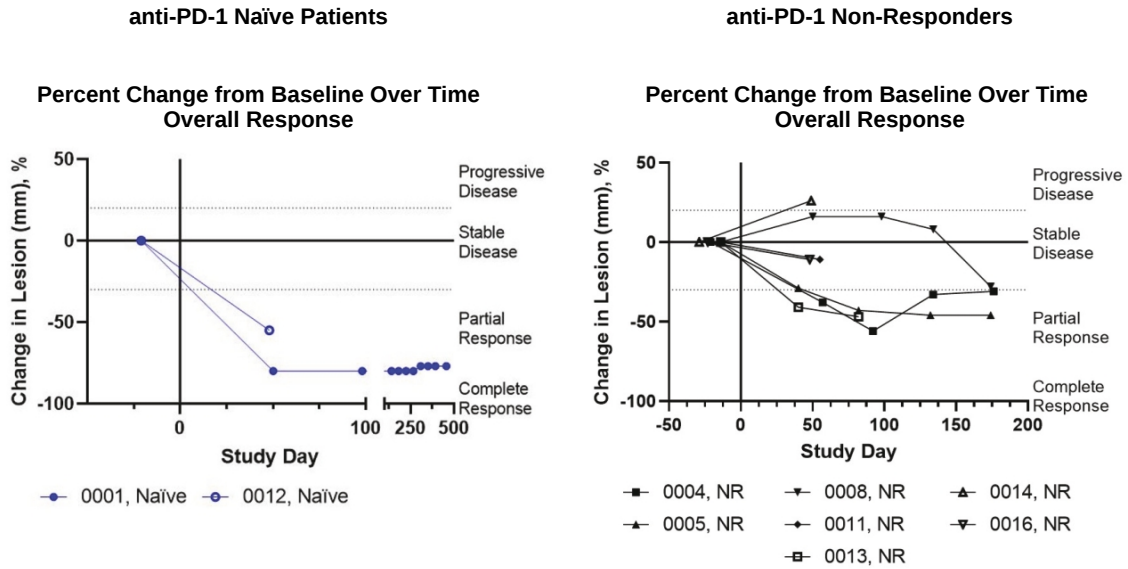 anti-PD-1 Naïve Patients
Percent Change from Baseline Over Time
Overall Response
Change in Lesion (mm), %
50
0
-50
-100
Progressive
Disease
Stable
Disease
Partial
Response
Complete
Response
0
100
250
500
Study Day
0001, Naïve
0012, Naïve
anti-PD-1 Non-Responders
Percent Change from Baseline Over Time
Overall Response
Change in Lesion (mm), %
50
0
-50
-100
Progressive
Disease
Stable
Disease
Partial
Response
Complete
Response
-50
0
50
100
150
200
Study Day
0004, NR
0008, NR
0014, NR
0005, NR
0011, NR
0016, NR
0013, NR